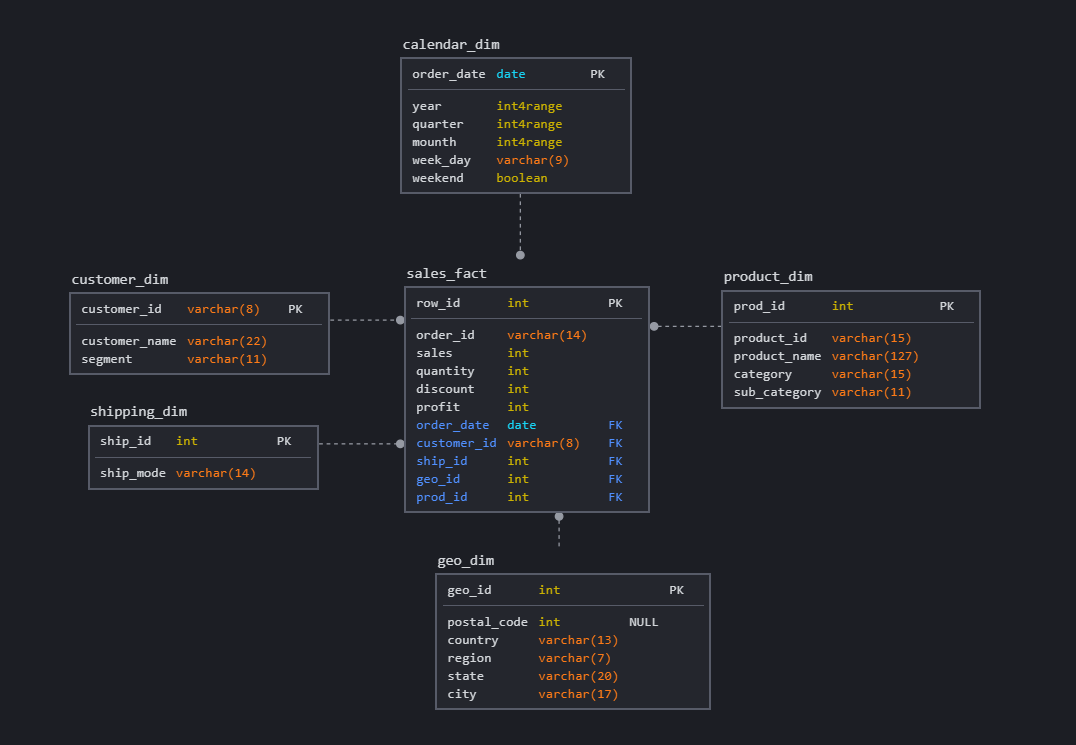 calendar_dim
order_date date PK
year int4range
quarter int4range
mounth int4range
week_day varchar(9)
weekend boolean
customer_dim
customer_id varchar(8) PK
customer_name varchar(22)
segment varchar(11)
shipping_dim
ship_id int PK
ship_mode varchar(14)
sales_fact
row_id int PK
order_id varchar(14)
sales int
quantity int
discount int
profit int
order_date date FK
customer_id varchar(8) FK
ship_id int FK
geo_id int FK
prod_id int FK
product_dim
prod_id int PK
product_id varchar(15)
product_name varchar(127)
category varchar(15)
sub_category varchar(11)
geo_dim
geo_id int PK
postal_code int NULL
country varchar(13)
region varchar(7)
state varchar(20)
city varchar(17)